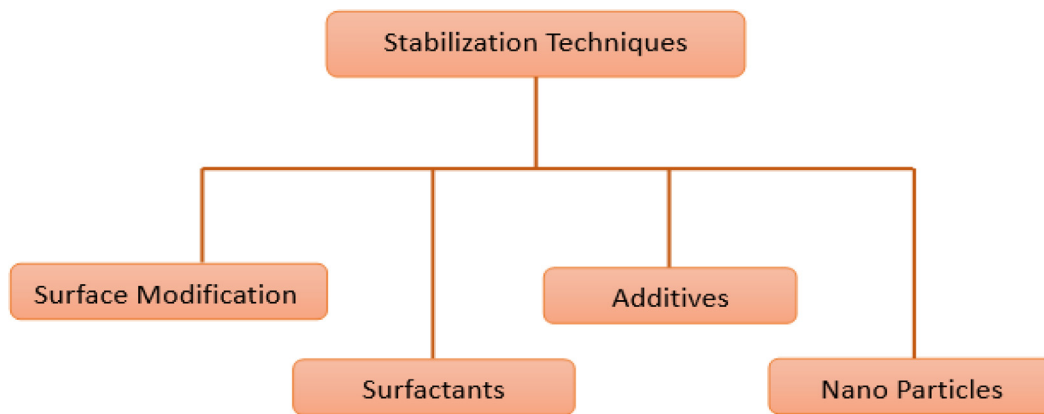 Stabilization Techniques
Surface Modification
Additives
Surfactants
Nano Particles